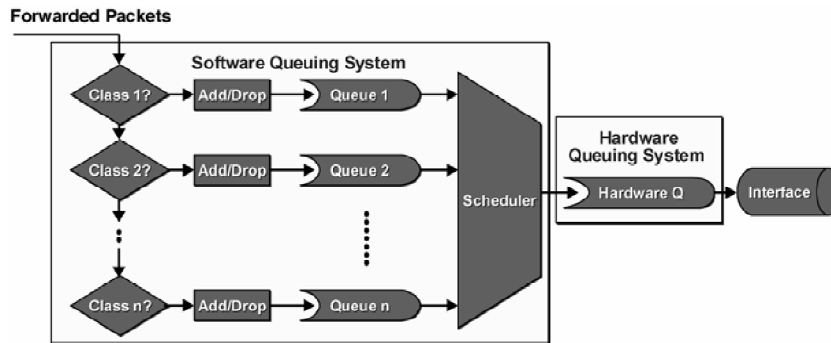 Forwarded Packets
Software Queuing System
Class 1?
Add/Drop
Queue 1
Class 2?
Add/Drop
Queue 2
Class n?
Add/Drop
Queue n
Scheduler
Hardware
Queuing System
Hardware Q
Interface